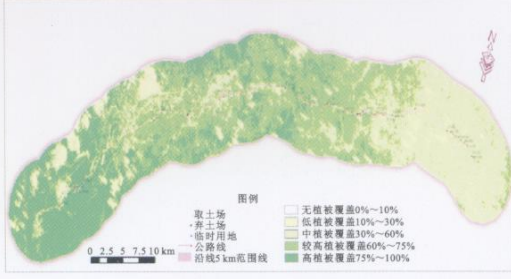 N
图例
取土场
弃土场
临时用地
公路线
沿线5 km范围线
无植被覆盖0%～10%
低植被覆盖10%～30%
中植被覆盖30%～60%
较高植被覆盖60%～75%
高植被覆盖75%～100%
0 2.5 5 7.5 10 km